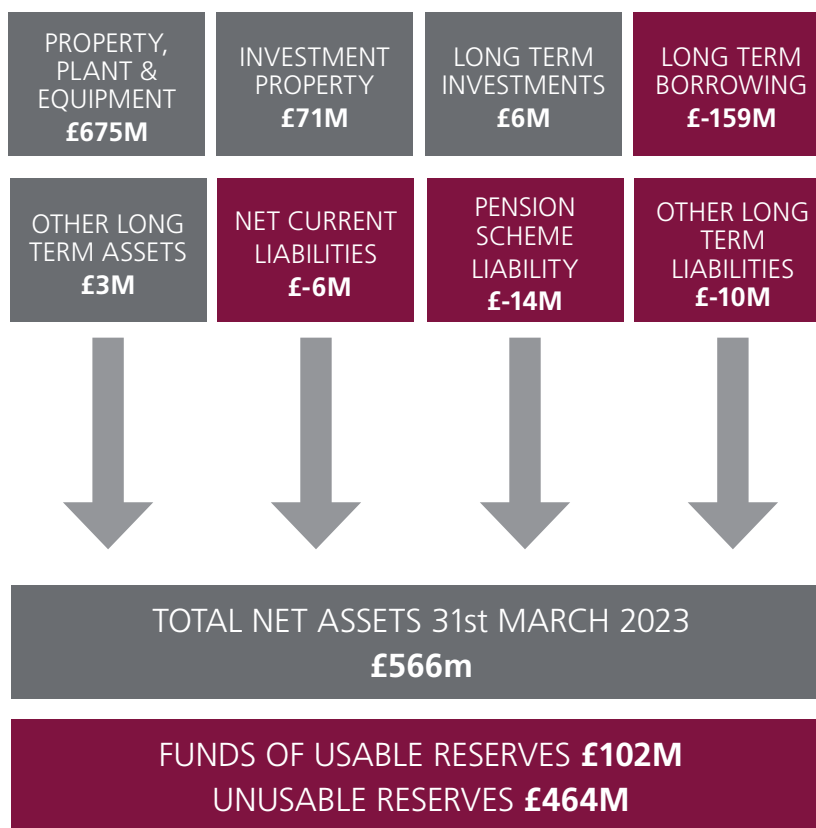 PROPERTY,
PLANT &
EQUIPMENT
£675M
INVESTMENT
PROPERTY
£71M
LONG TERM
INVESTMENTS
£6M
LONG TERM
BORROWING
£-159M
OTHER LONG
TERM ASSETS
£3M
NET CURRENT
LIABILITIES
£-6M
PENSION
SCHEME
LIABILITY
£-14M
OTHER LONG
TERM
LIABILITIES
£-10M
TOTAL NET ASSETS 31st MARCH 2023
£566m
FUNDS OF USABLE RESERVES £102M
UNUSABLE RESERVES £464M